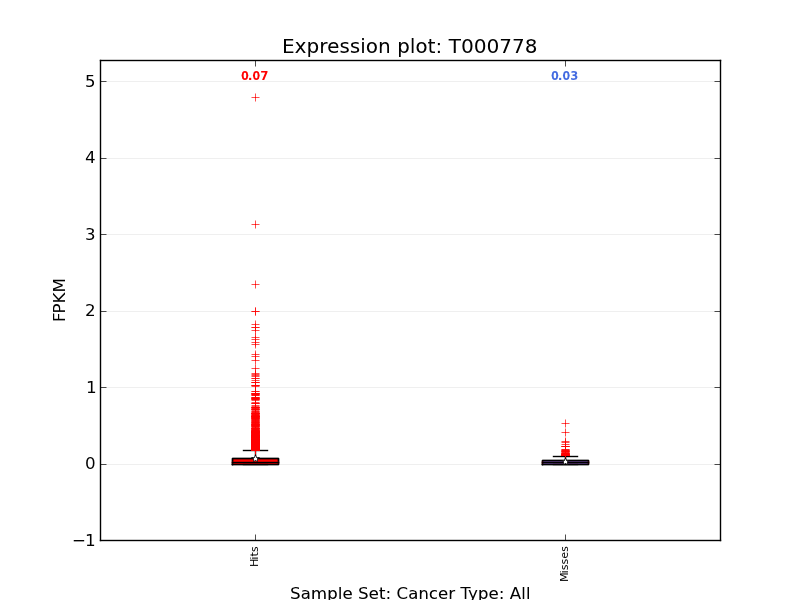 Expression plot: T000778
0.07
0.03
5
4
3
2
1
0
−1
FPKM
Hits
Misses
Sample Set: Cancer Type: All